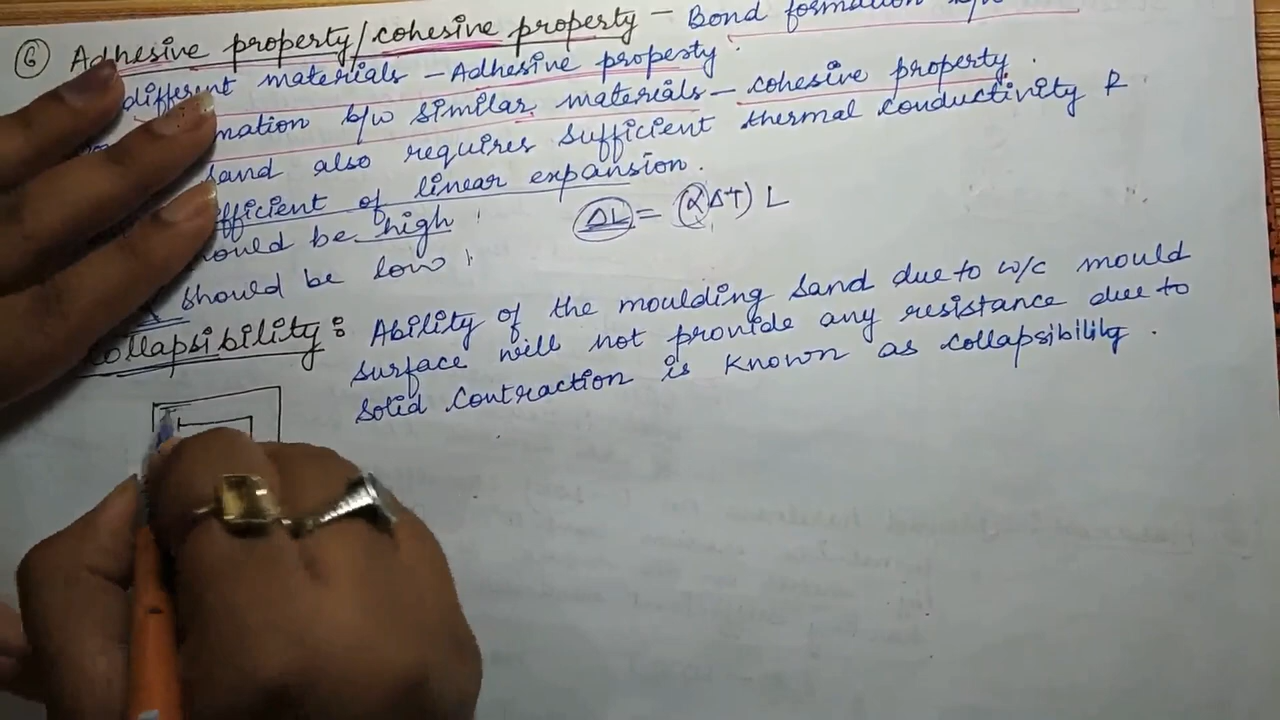 ⑥ Adhesive property/cohesive property - Bond formation b/w
different materials - Adhesive property.
mation b/w similar materials - cohesive property.
sand also requires sufficient thermal conductivity &
efficient of linear expansion.
ould be high
ΔL = (αΔT) L
should be low
Collapsibility: Ability of the moulding sand due to w/c mould
surface will not provide any resistance due to
solid contraction is known as collapsibility.